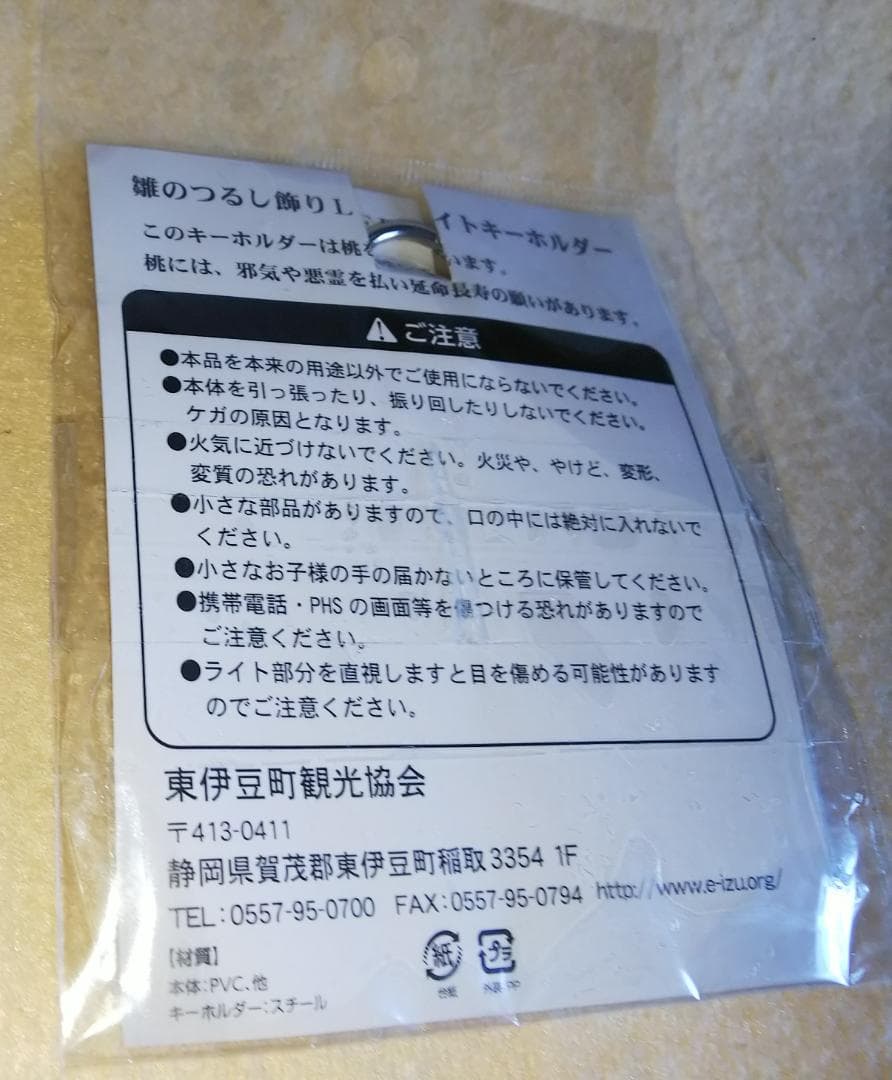 雛のつるし飾りL イトキーホルダー
このキーホルダーは桃 います。
桃には、邪気や悪霊を払い延命長寿の願いがあります。
ご注意
●本品を本来の用途以外でご使用にならないでください。
●本体を引っ張ったり、振り回したりしないでください。
ケガの原因となります。
●火気に近づけないでください。火災や、やけど、変形、
変質の恐れがあります。
●小さな部品がありますので、口の中には絶対に入れないで
ください。
●小さなお子様の手の届かないところに保管してください。
●携帯電話・PHSの画面等を傷つける恐れがありますので
ご注意ください。
●ライト部分を直視しますと目を傷める可能性があります
のでご注意ください。
東伊豆町観光協会
〒413-0411
静岡県賀茂郡東伊豆町稲取3354 1F
TEL:0557-95-0700 FAX:0557-95-0794 http://www.e-izu.org/
【材質】
本体:PVC、他
キーホルダー:スチール
紙 プラ
台紙